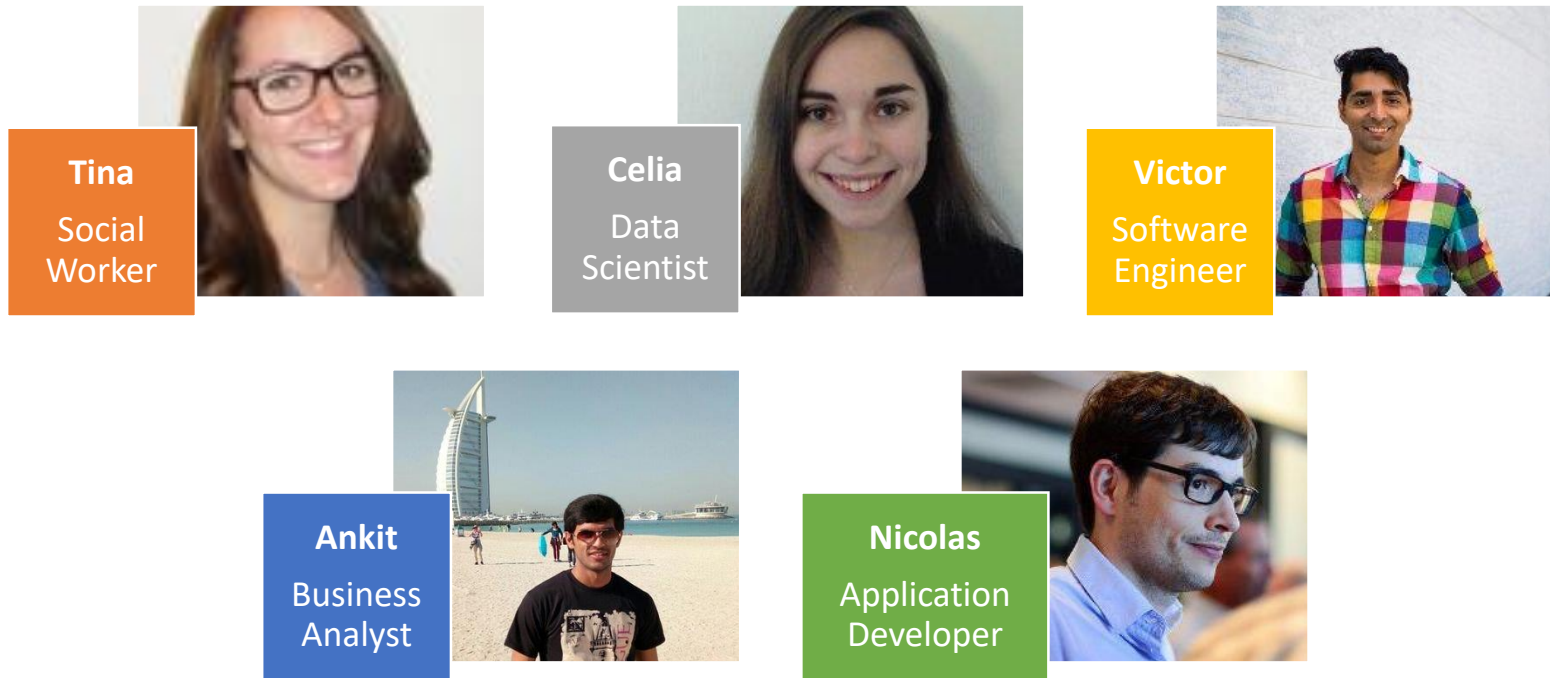 Tina
Social
Worker
Celia
Data
Scientist
Victor
Software
Engineer
Ankit
Business
Analyst
Nicolas
Application
Developer